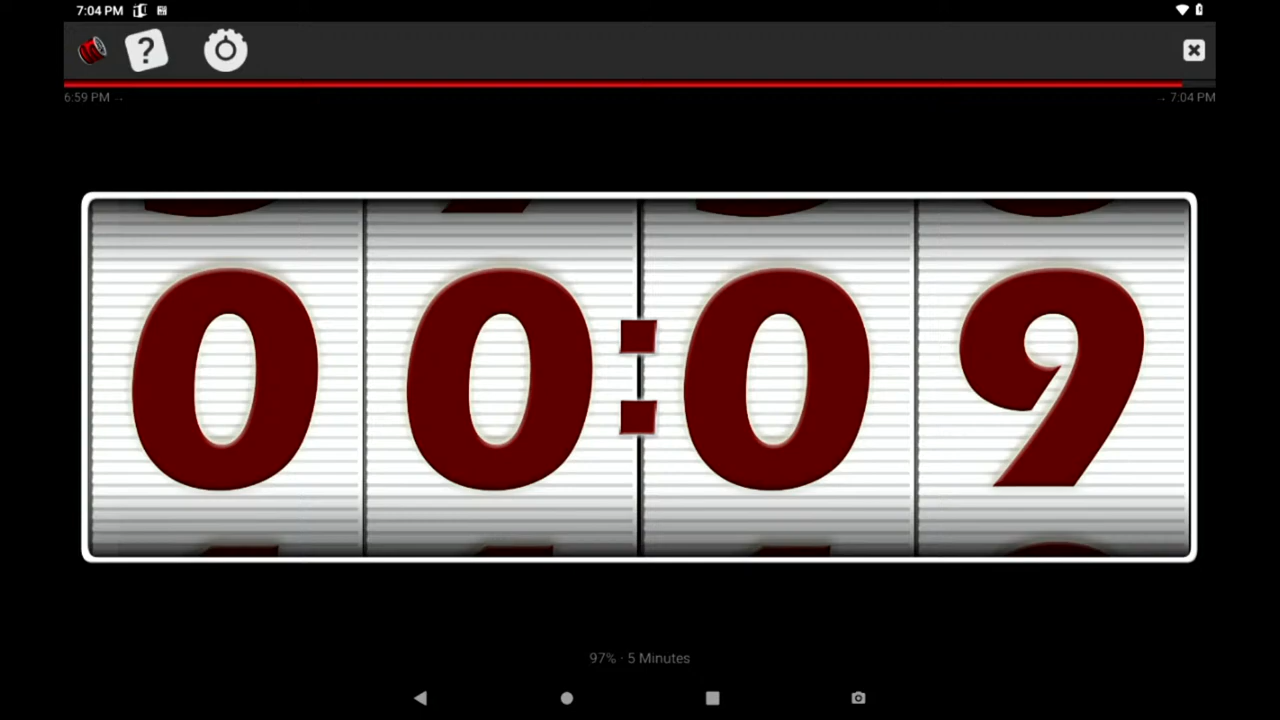 7:04 PM
?
6:59 PM →
→ 7:04 PM
00:09
97% · 5 Minutes